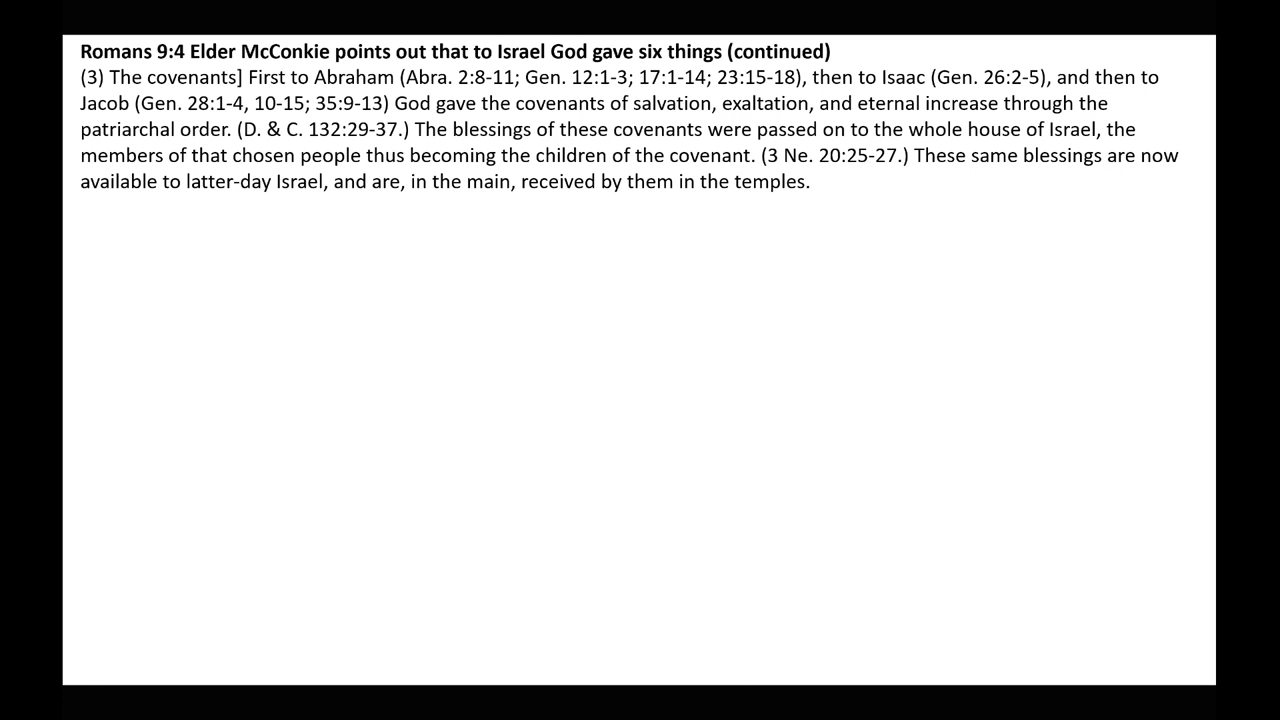 Romans 9:4 Elder McConkie points out that to Israel God gave six things (continued)
(3) The covenants] First to Abraham (Abra. 2:8-11; Gen. 12:1-3; 17:1-14; 23:15-18), then to Isaac (Gen. 26:2-5), and then to
Jacob (Gen. 28:1-4, 10-15; 35:9-13) God gave the covenants of salvation, exaltation, and eternal increase through the
patriarchal order. (D. & C. 132:29-37.) The blessings of these covenants were passed on to the whole house of Israel, the
members of that chosen people thus becoming the children of the covenant. (3 Ne. 20:25-27.) These same blessings are now
available to latter-day Israel, and are, in the main, received by them in the temples.